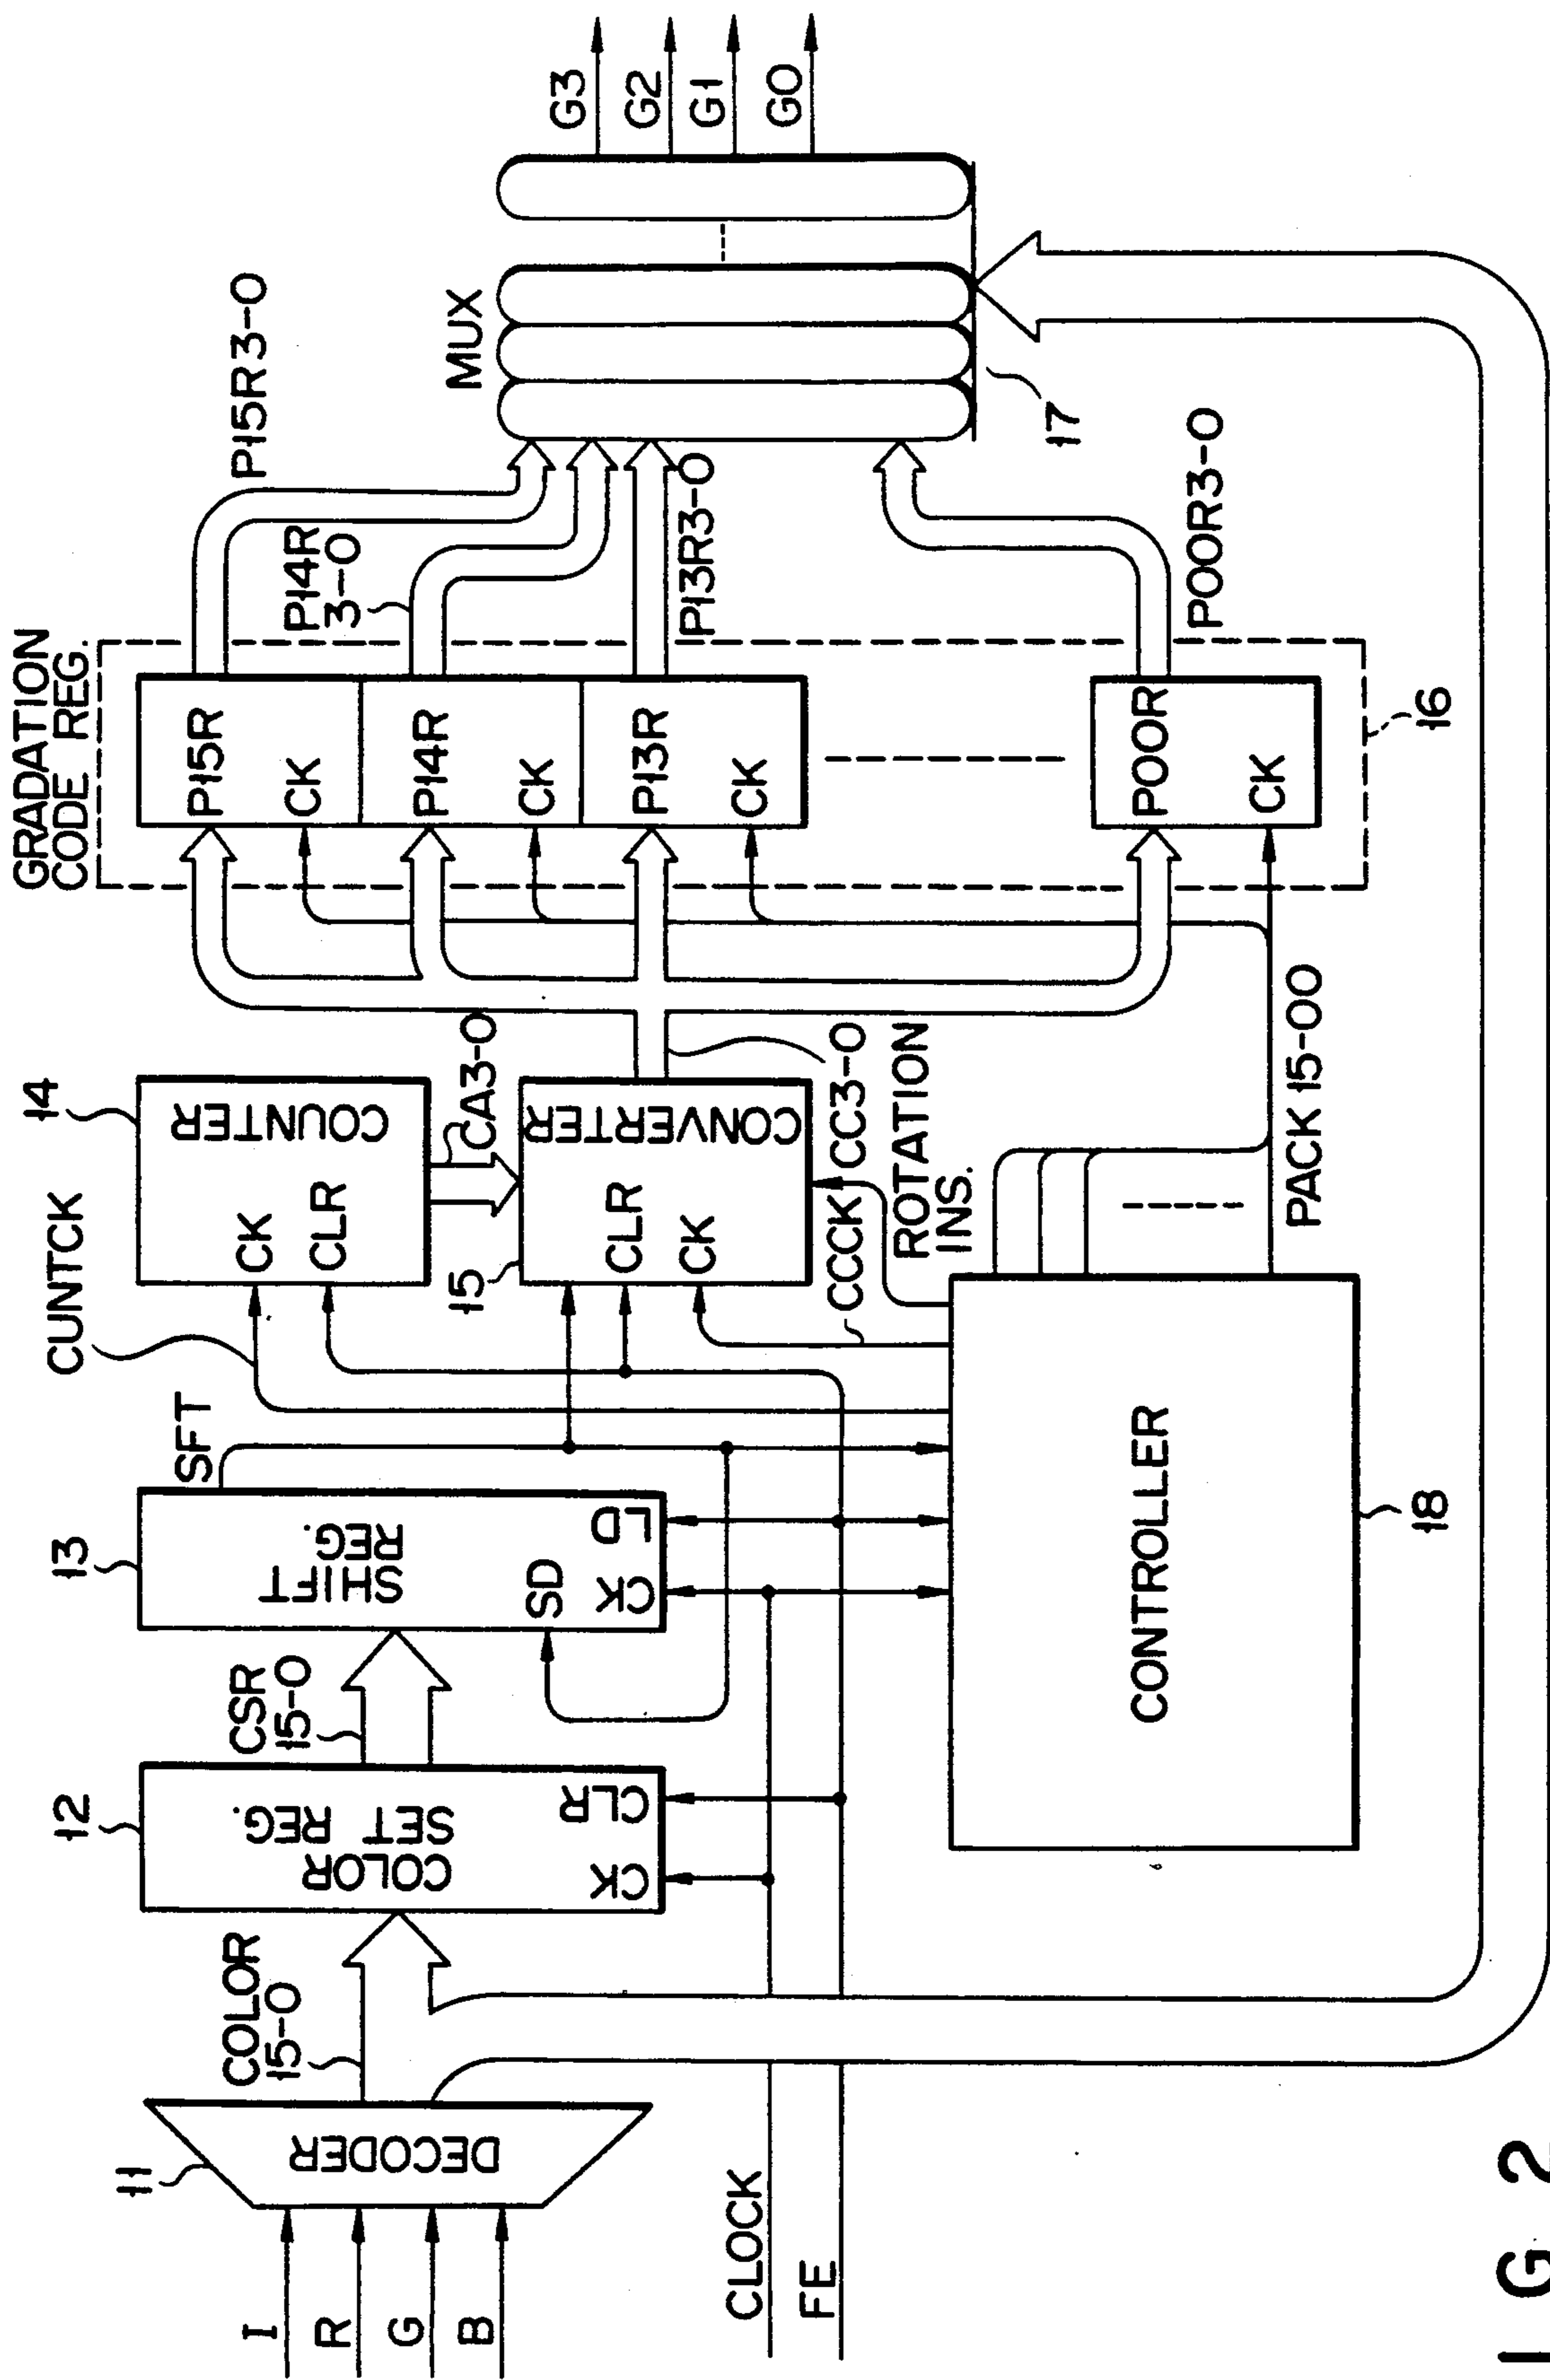 I
R
G
B
11
DECODER
COLOR
15-0
12
COLOR
SET REG.
CK
CLR
CSR
15-0
13
SHIFT
REG.
SD
CK
LD
SFT
CUNTCK
14
COUNTER
CK
CLR
CA3-0
15
CONVERTER
CLR
CK
CCCK
CC3-0
ROTATION
INS.
CLOCK
FE
CONTROLLER
18
PACK 15-00
GRADATION
CODE REG.
P15R
CK
P14R
CK
P13R
CK
P00R
CK
16
P15R3-0
P14R
3-0
P13R3-0
P00R3-0
MUX
17
G3
G2
G1
G0
I G 2